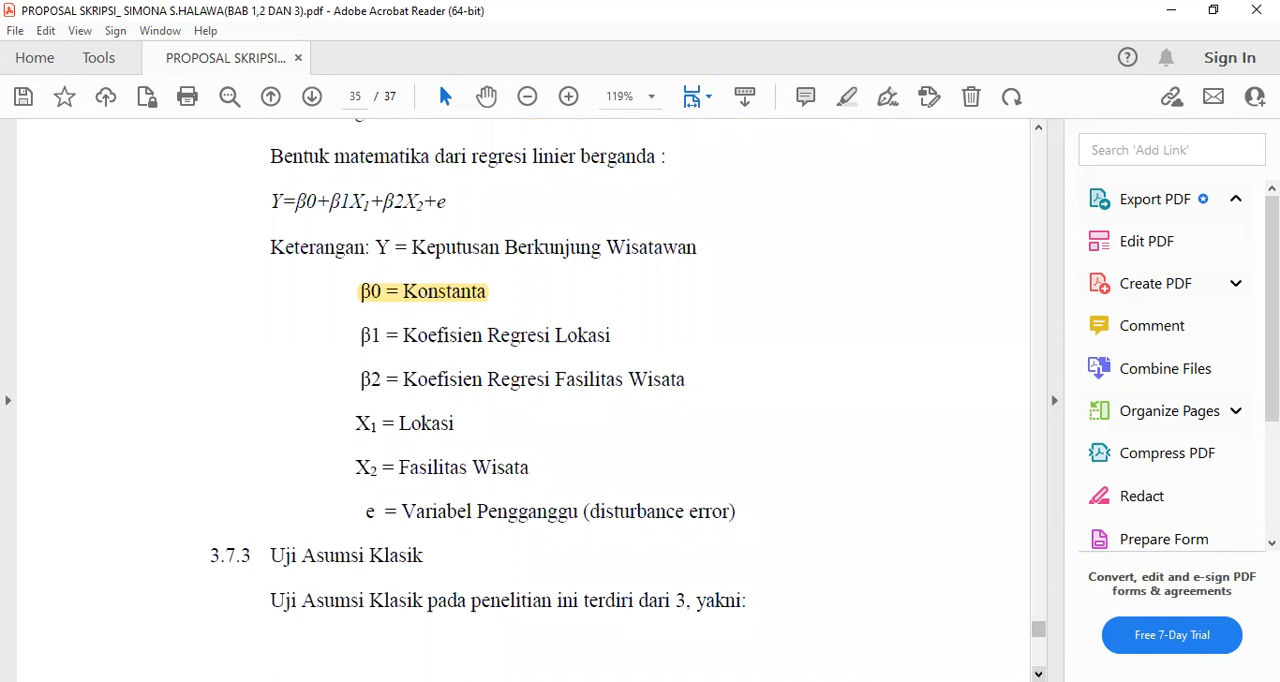 PROPOSAL SKRIPSI_ SIMONA S.HALAWA(BAB 1,2 DAN 3).pdf - Adobe Acrobat Reader (64-bit)
File Edit View Sign Window Help
Home Tools PROPOSAL SKRIPSI... × Sign In
35 / 37 119%
Bentuk matematika dari regresi linier berganda :
Y=β0+β1X₁+β2X₂+e
Keterangan: Y = Keputusan Berkunjung Wisatawan
β0 = Konstanta
β1 = Koefisien Regresi Lokasi
β2 = Koefisien Regresi Fasilitas Wisata
X₁ = Lokasi
X₂ = Fasilitas Wisata
e = Variabel Pengganggu (disturbance error)
3.7.3 Uji Asumsi Klasik
Uji Asumsi Klasik pada penelitian ini terdiri dari 3, yakni:
Search 'Add Link'
Export PDF
Edit PDF
Create PDF
Comment
Combine Files
Organize Pages
Compress PDF
Redact
Prepare Form
Convert, edit and e-sign PDF
forms & agreements
Free 7-Day Trial